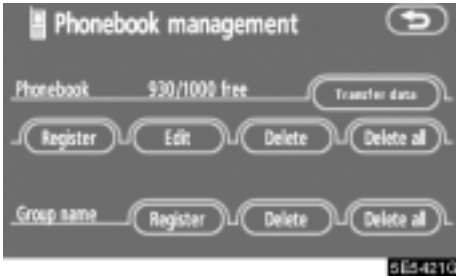 Phonebook management
Phonebook 930/1000 free Transfer data
Register Edit Delete Delete all
Group name Register Delete Delete all
5E5421G